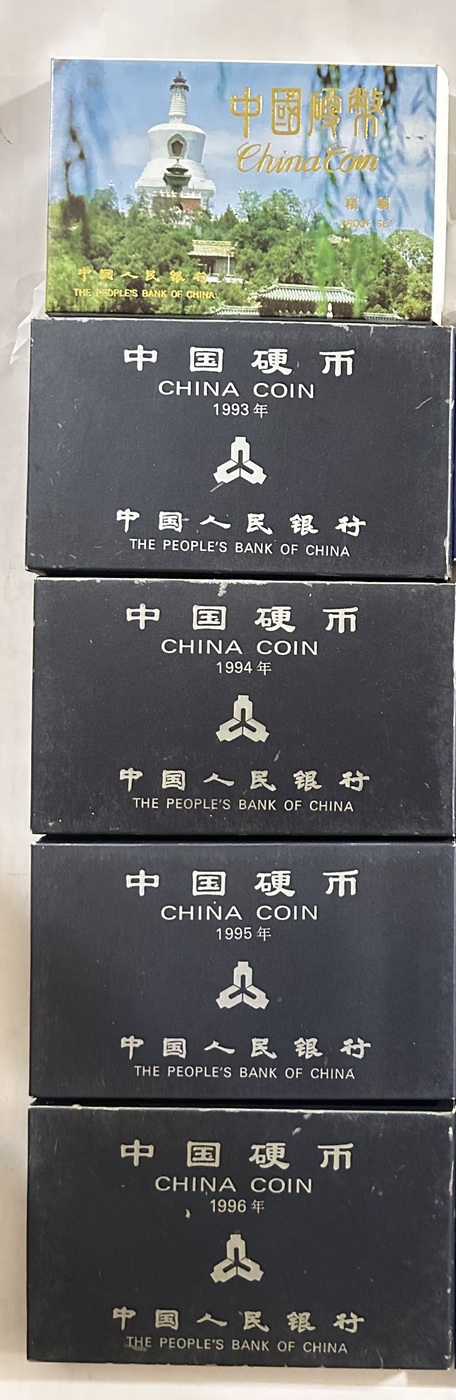 中國硬幣
China Coin
精製
PROOF SET
中國人民银行
THE PEOPLE'S BANK OF CHINA
中国硬币
CHINA COIN
1993年
中国人民银行
THE PEOPLE'S BANK OF CHINA
中国硬币
CHINA COIN
1994年
中国人民银行
THE PEOPLE'S BANK OF CHINA
中国硬币
CHINA COIN
1995年
中国人民银行
THE PEOPLE'S BANK OF CHINA
中国硬币
CHINA COIN
1996年
中国人民银行
THE PEOPLE'S BANK OF CHINA